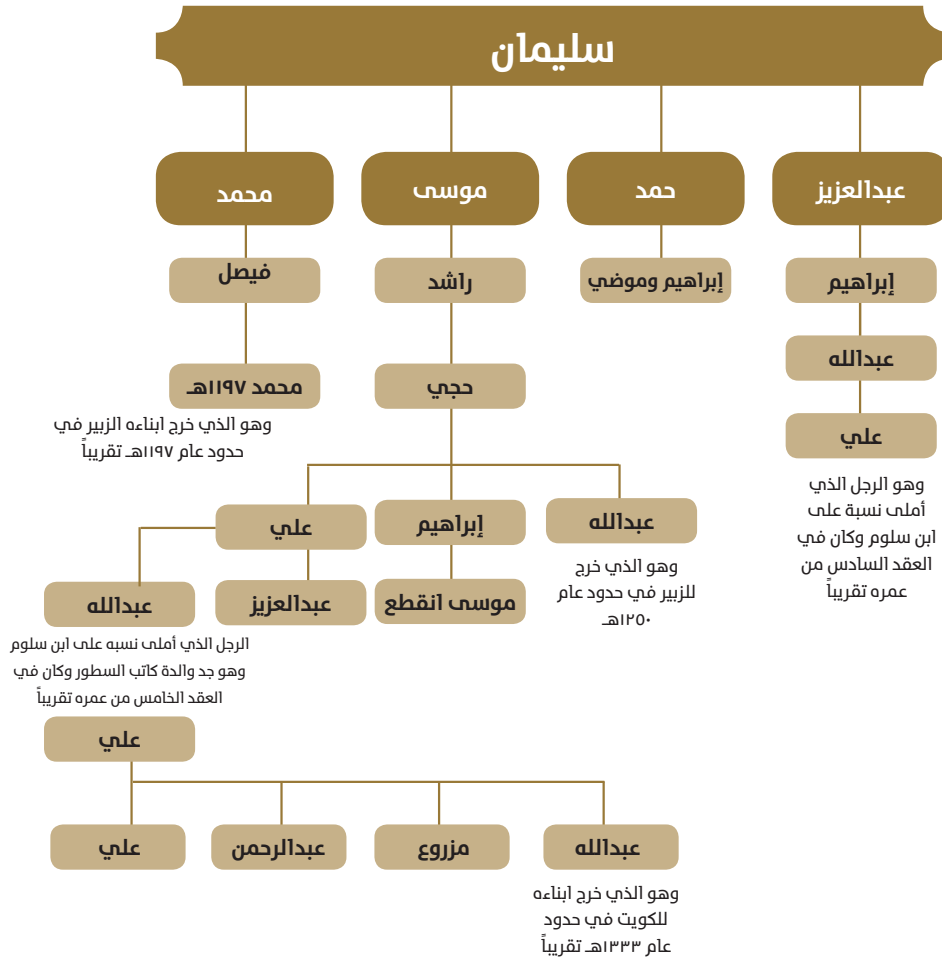 سليمان
عبدالعزيز
حمد
موسى
محمد
إبراهيم
إبراهيم وموضي
راشد
فيصل
عبدالله
حجي
محمد ١١٩٧هـ
وهو الذي خرج ابناءه الزبير في
حدود عام ١١٩٧هـ تقريباً
علي
وهو الرجل الذي
أملى نسبة على
ابن سلوم وكان في
العقد السادس من
عمره تقريباً
عبدالله
وهو الذي خرج
للزبير في حدود عام
١٢٥٠هـ
إبراهيم
علي
موسى انقطع
عبدالعزيز
عبدالله
الرجل الذي أملى نسبه على ابن سلوم
وهو جد والدة كاتب السطور وكان في
العقد الخامس من عمره تقريباً
علي
عبدالله
مزروع
عبدالرحمن
علي
وهو الذي خرج ابناءه
للكويت في حدود
عام ١٣٣٣هـ تقريباً